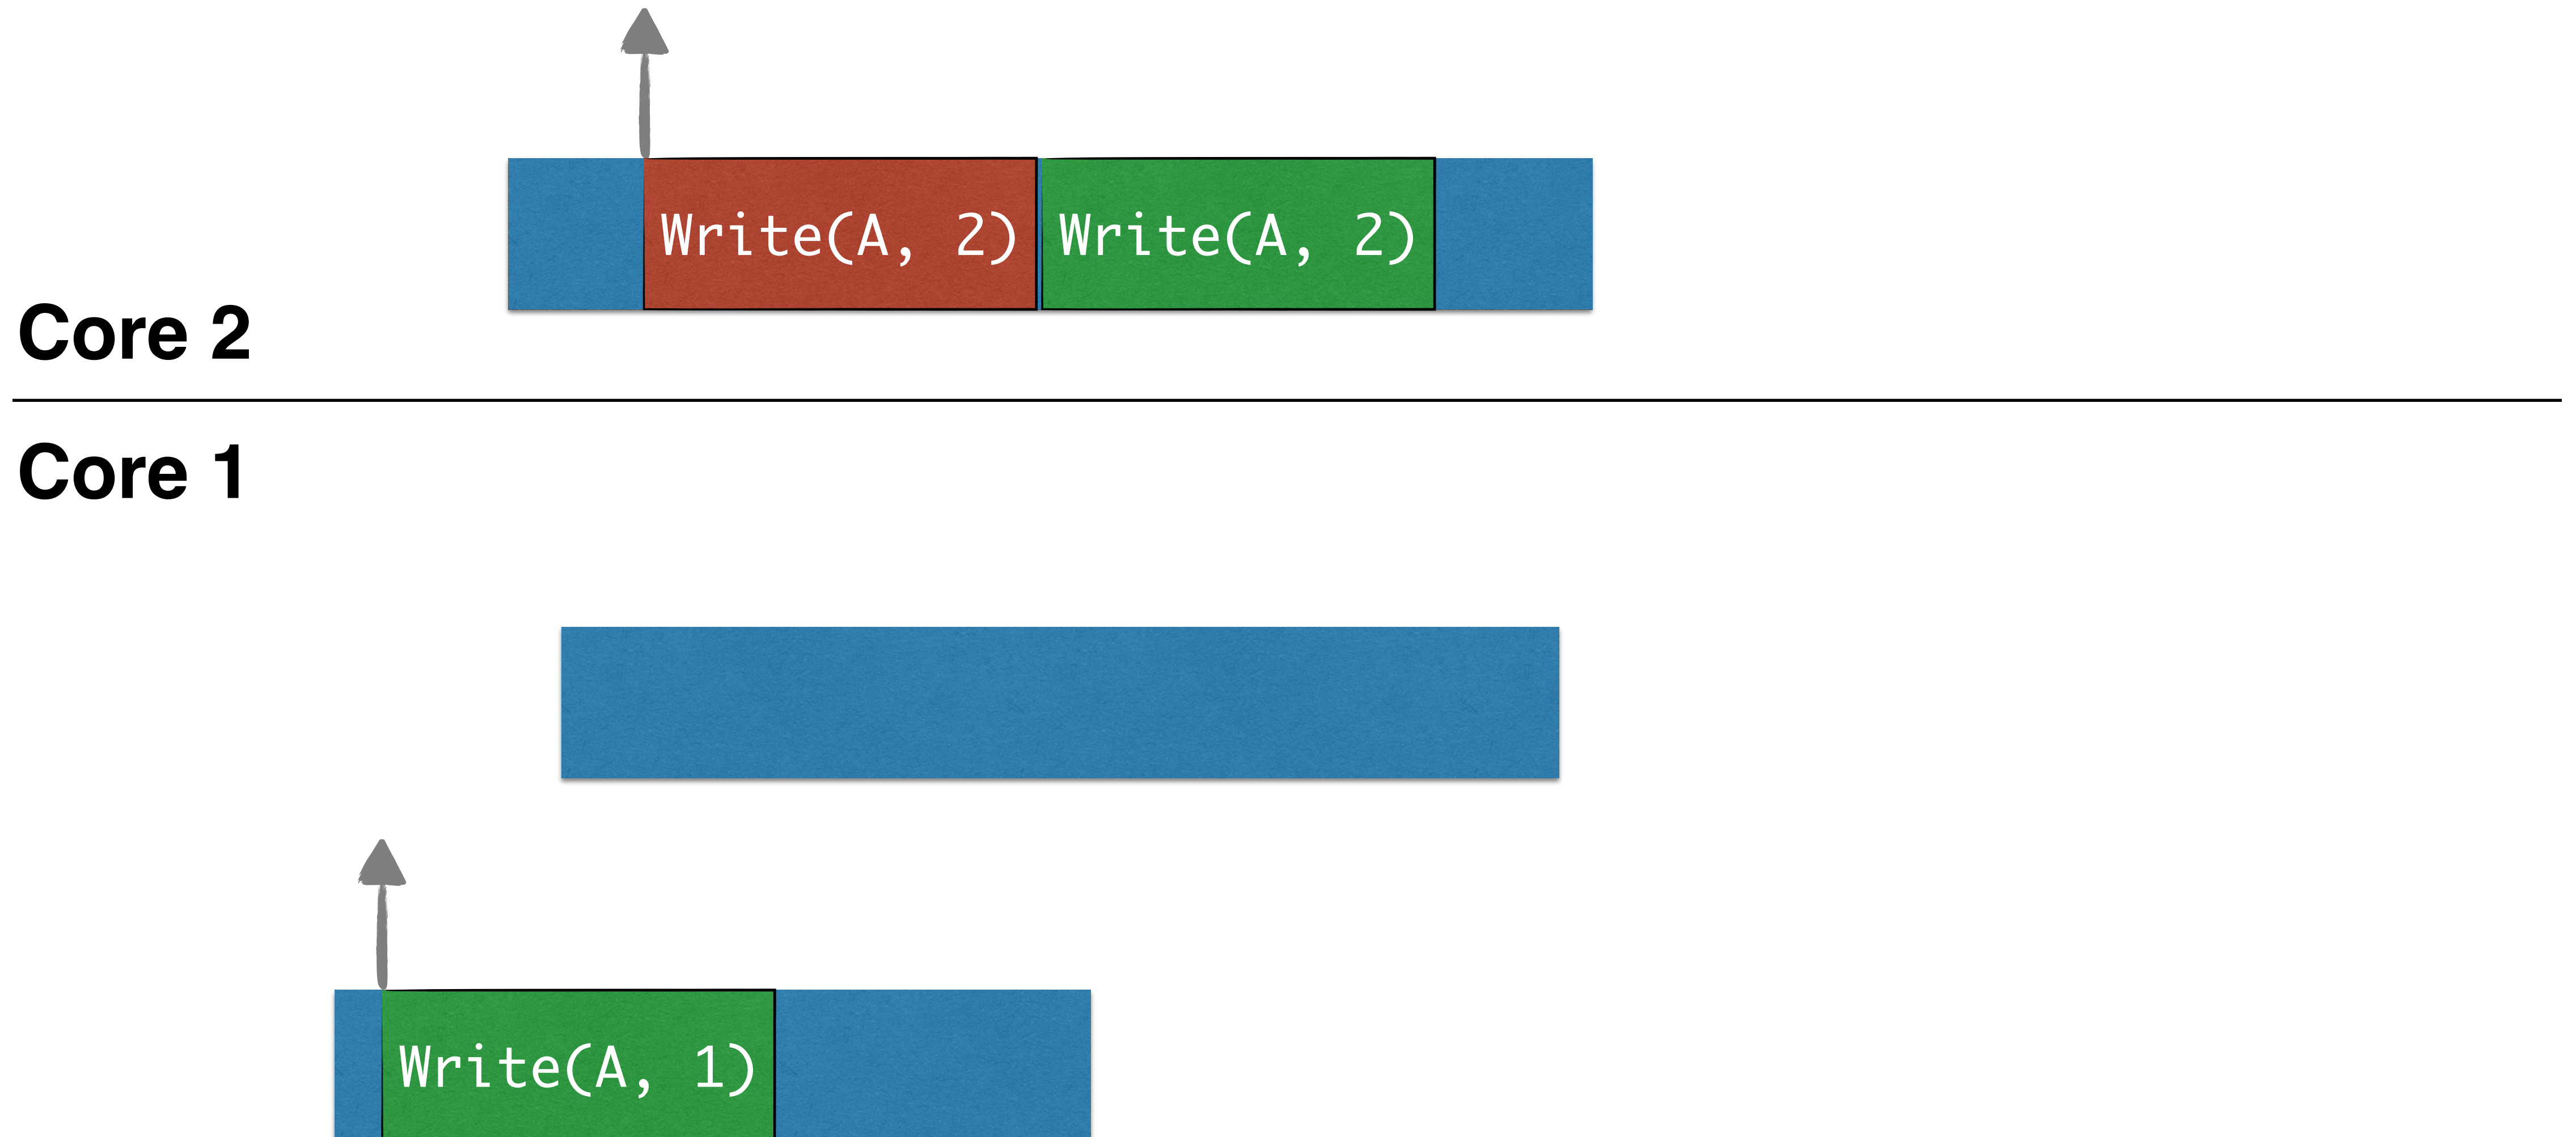 Write(A, 2) Write(A, 2)
Core 2
Core 1
Write(A, 1)